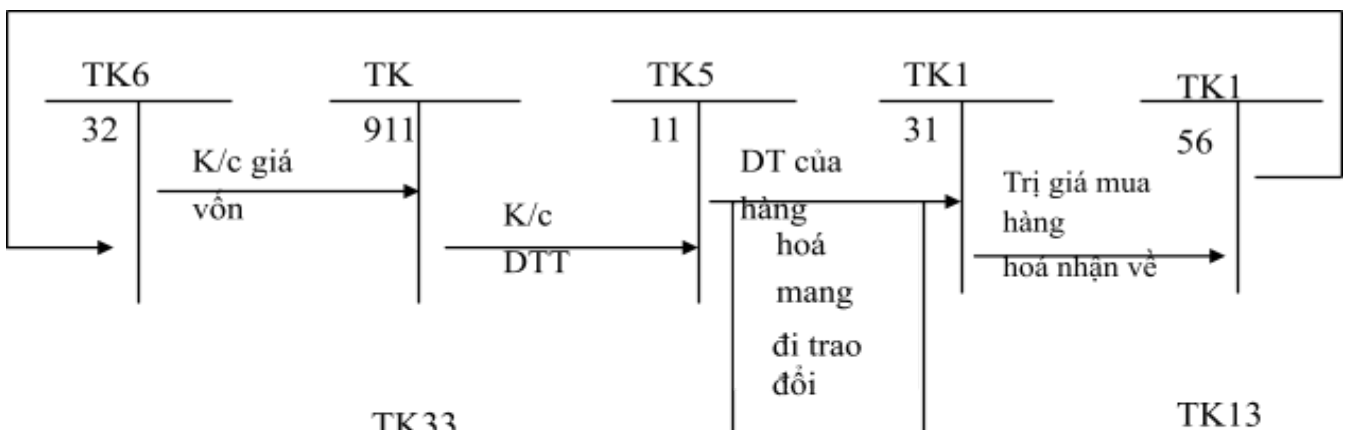 TK6
32
TK
911
TK5
11
TK1
31
TK1
56
K/c giá
vốn
K/c
DTT
DT của
hàng
hoá
mang
đi trao
đổi
Trị giá mua
hàng
hoá nhận về
TK33
TK13